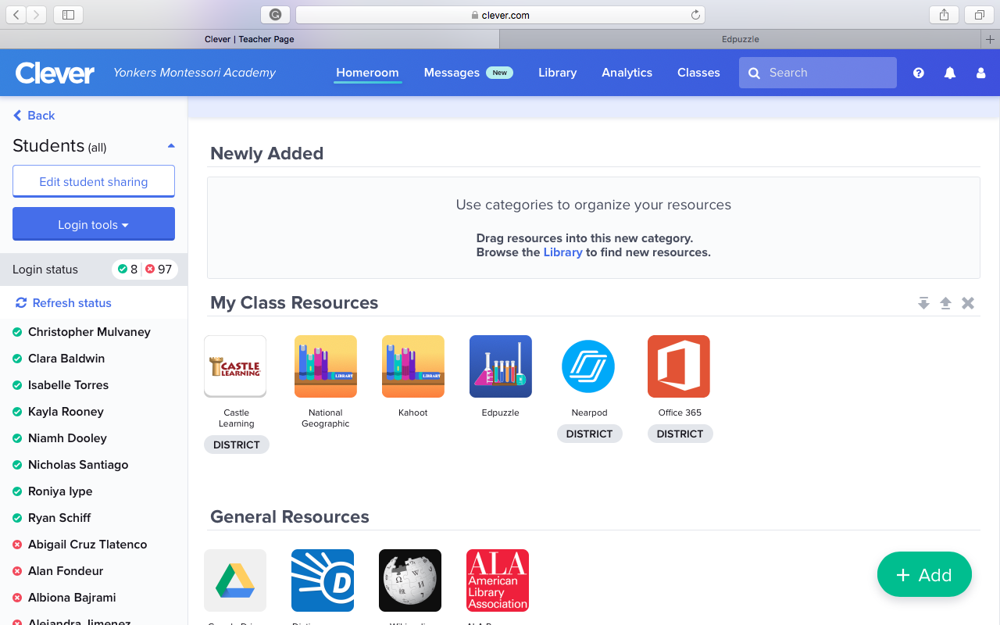 clever.com
Clever | Teacher Page
Edpuzzle
Clever
Yonkers Montessori Academy
Homeroom
Messages
New
Library
Analytics
Classes
Search
Back
Students (all)
Edit student sharing
Login tools
Login status
8
97
Refresh status
Christopher Mulvaney
Clara Baldwin
Isabelle Torres
Kayla Rooney
Niamh Dooley
Nicholas Santiago
Roniya Iype
Ryan Schiff
Abigail Cruz Tlatenco
Alan Fondeur
Albiona Bajrami
Alejandra Jimenez
Newly Added
Use categories to organize your resources
Drag resources into this new category.
Browse the Library to find new resources.
My Class Resources
CASTLE
LEARNING
Castle
Learning
DISTRICT
LIBRARY
National
Geographic
LIBRARY
Kahoot
Edpuzzle
Nearpod
DISTRICT
Office 365
DISTRICT
General Resources
D
Ω
W
И
ALA
American
Library
Association
+ Add